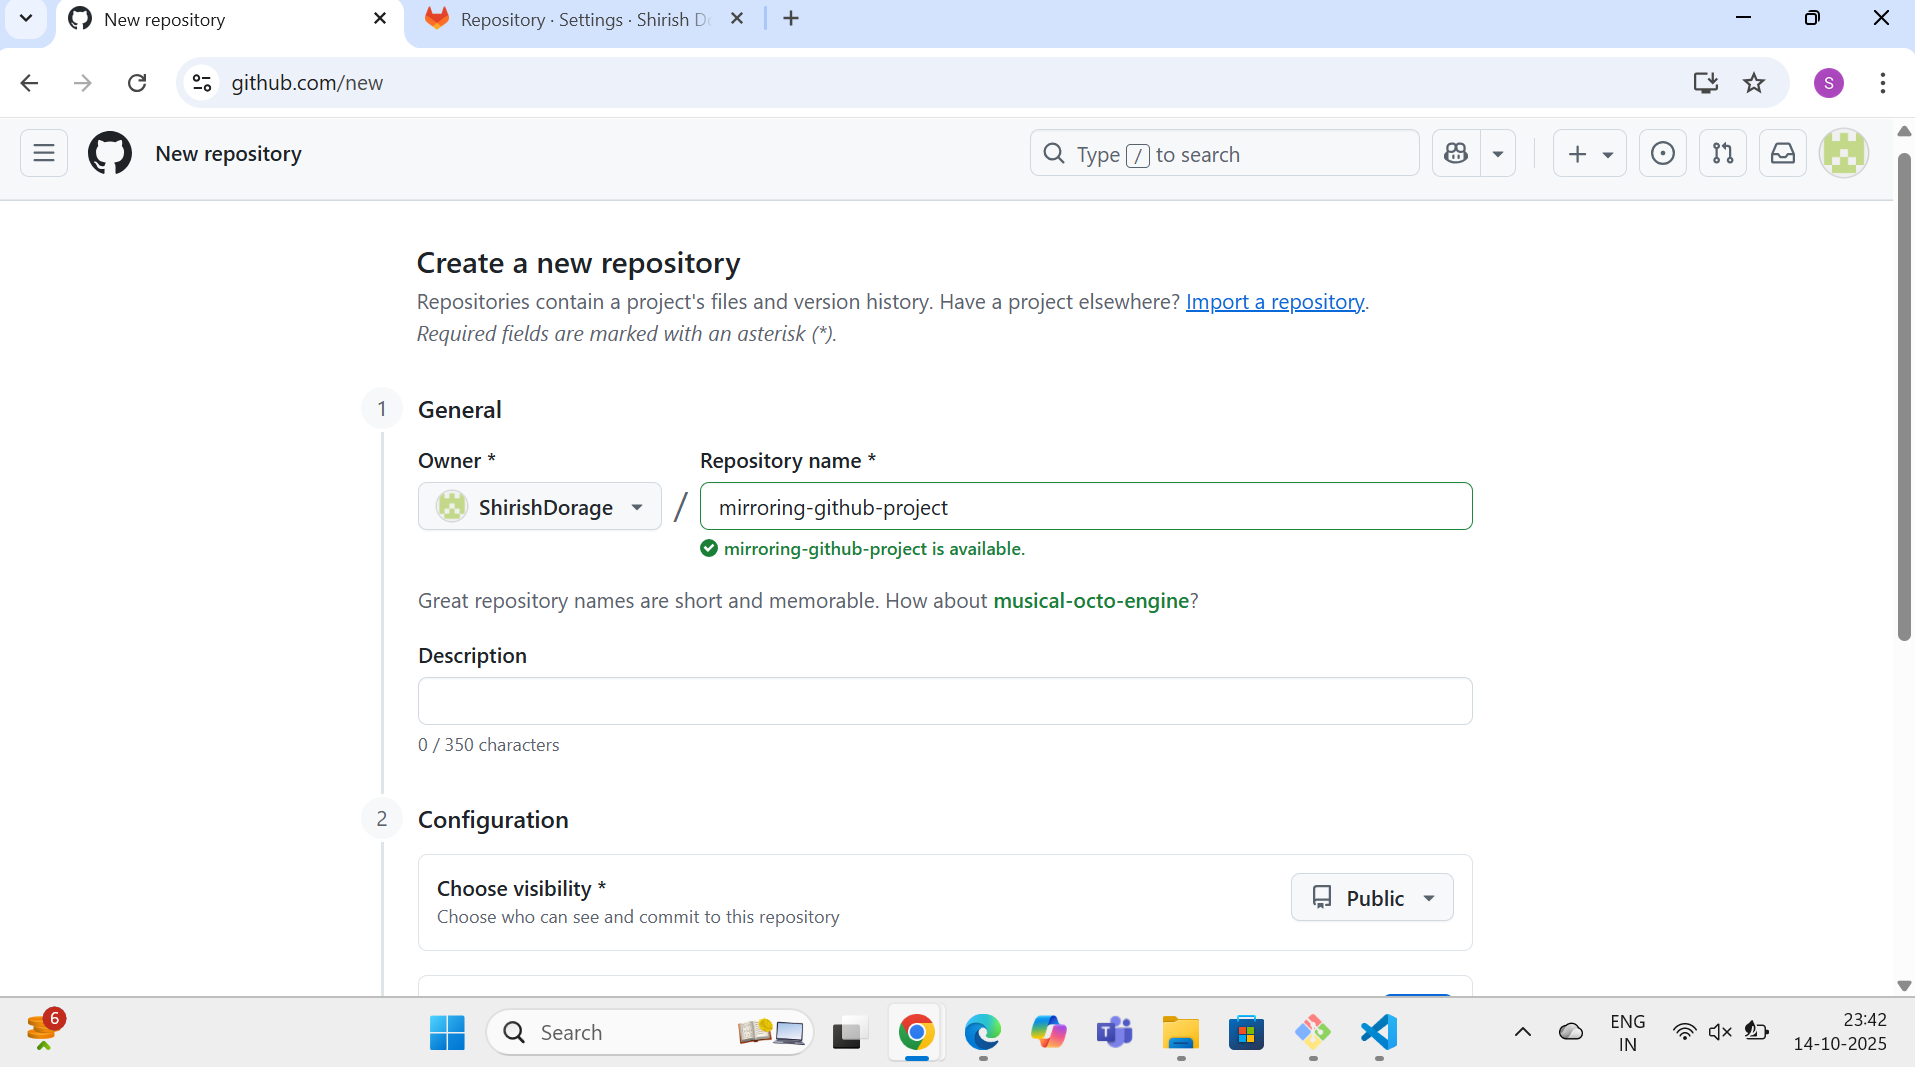 New repository
Repository · Settings · Shirish Do
github.com/new
S
New repository
Type / to search
Create a new repository
Repositories contain a project's files and version history. Have a project elsewhere? Import a repository.
Required fields are marked with an asterisk (*).
1
General
Owner *
Repository name *
ShirishDorage
/
mirroring-github-project
mirroring-github-project is available.
Great repository names are short and memorable. How about musical-octo-engine?
Description
0 / 350 characters
2
Configuration
Choose visibility *
Choose who can see and commit to this repository
Public
6
Search
ENG
IN
23:42
14-10-2025